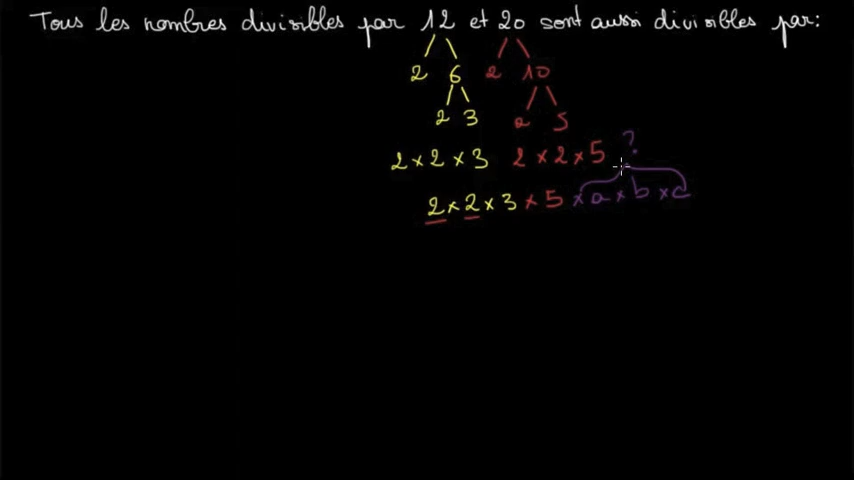 Tous les nombres divisibles par 12 et 20 sont aussi divisibles par:
2 6 2 10
2 3 2 5
?
2 × 2 × 3 2 × 2 × 5
2 × 2 × 3 × 5 × a × b × c